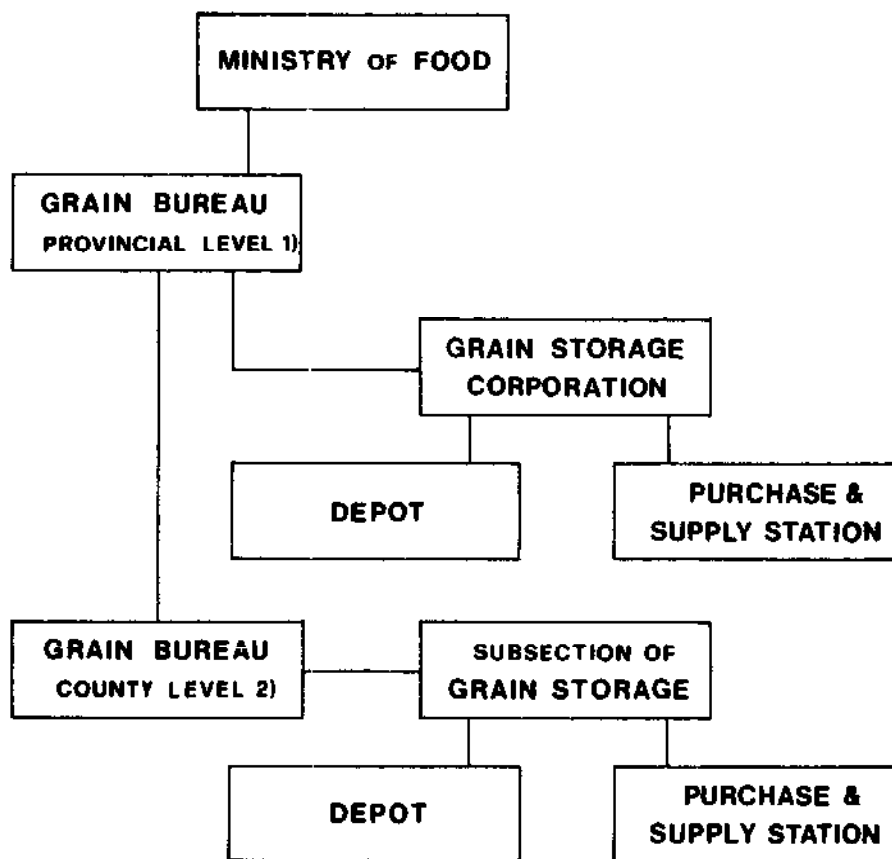 MINISTRY OF FOOD
GRAIN BUREAU
PROVINCIAL LEVEL 1)
GRAIN STORAGE
CORPORATION
DEPOT
PURCHASE &
SUPPLY STATION
GRAIN BUREAU
COUNTY LEVEL 2)
SUBSECTION OF
GRAIN STORAGE
DEPOT
PURCHASE &
SUPPLY STATION